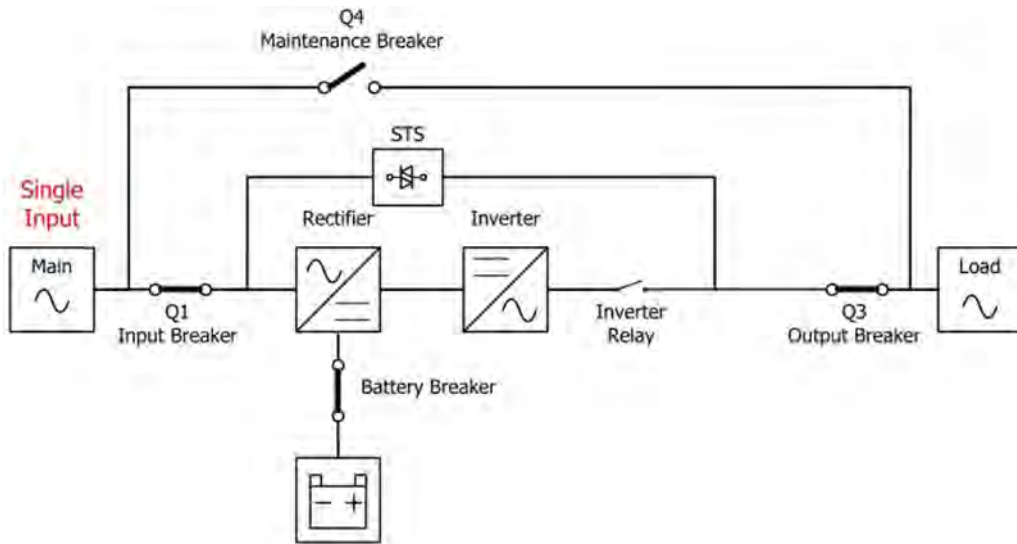 Q4
Maintenance Breaker
STS
Single
Input
Rectifier
Inverter
Main
Load
Q1
Input Breaker
Inverter
Relay
Q3
Output Breaker
Battery Breaker
− +